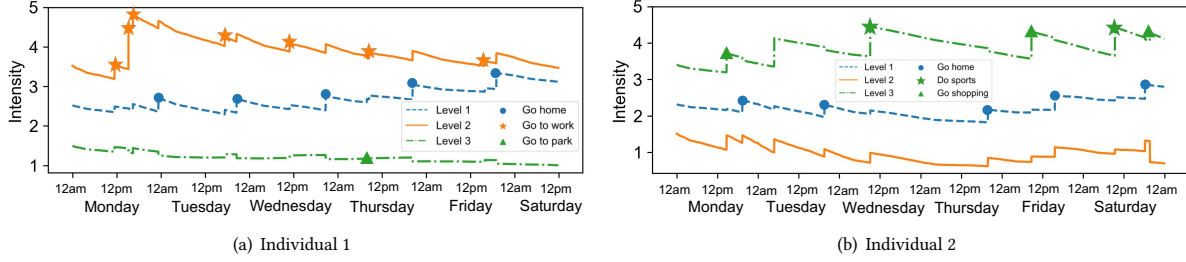 5
4
3
2
1
Intensity
Level 1
Level 2
Level 3
Go home
Go to work
Go to park
12am 12pm 12am 12pm 12am 12pm 12am 12pm 12am 12pm 12am 12pm
Monday Tuesday Wednesday Thursday Friday Saturday
(a) Individual 1
4
3
2
1
Intensity
Level 1
Level 2
Level 3
Go home
Do sports
Go shopping
12am 12pm 12am 12pm 12am 12pm 12am 12pm 12am 12pm 12am 12pm 12am
Monday Tuesday Wednesday Thursday Friday Saturday
(b) Individual 2